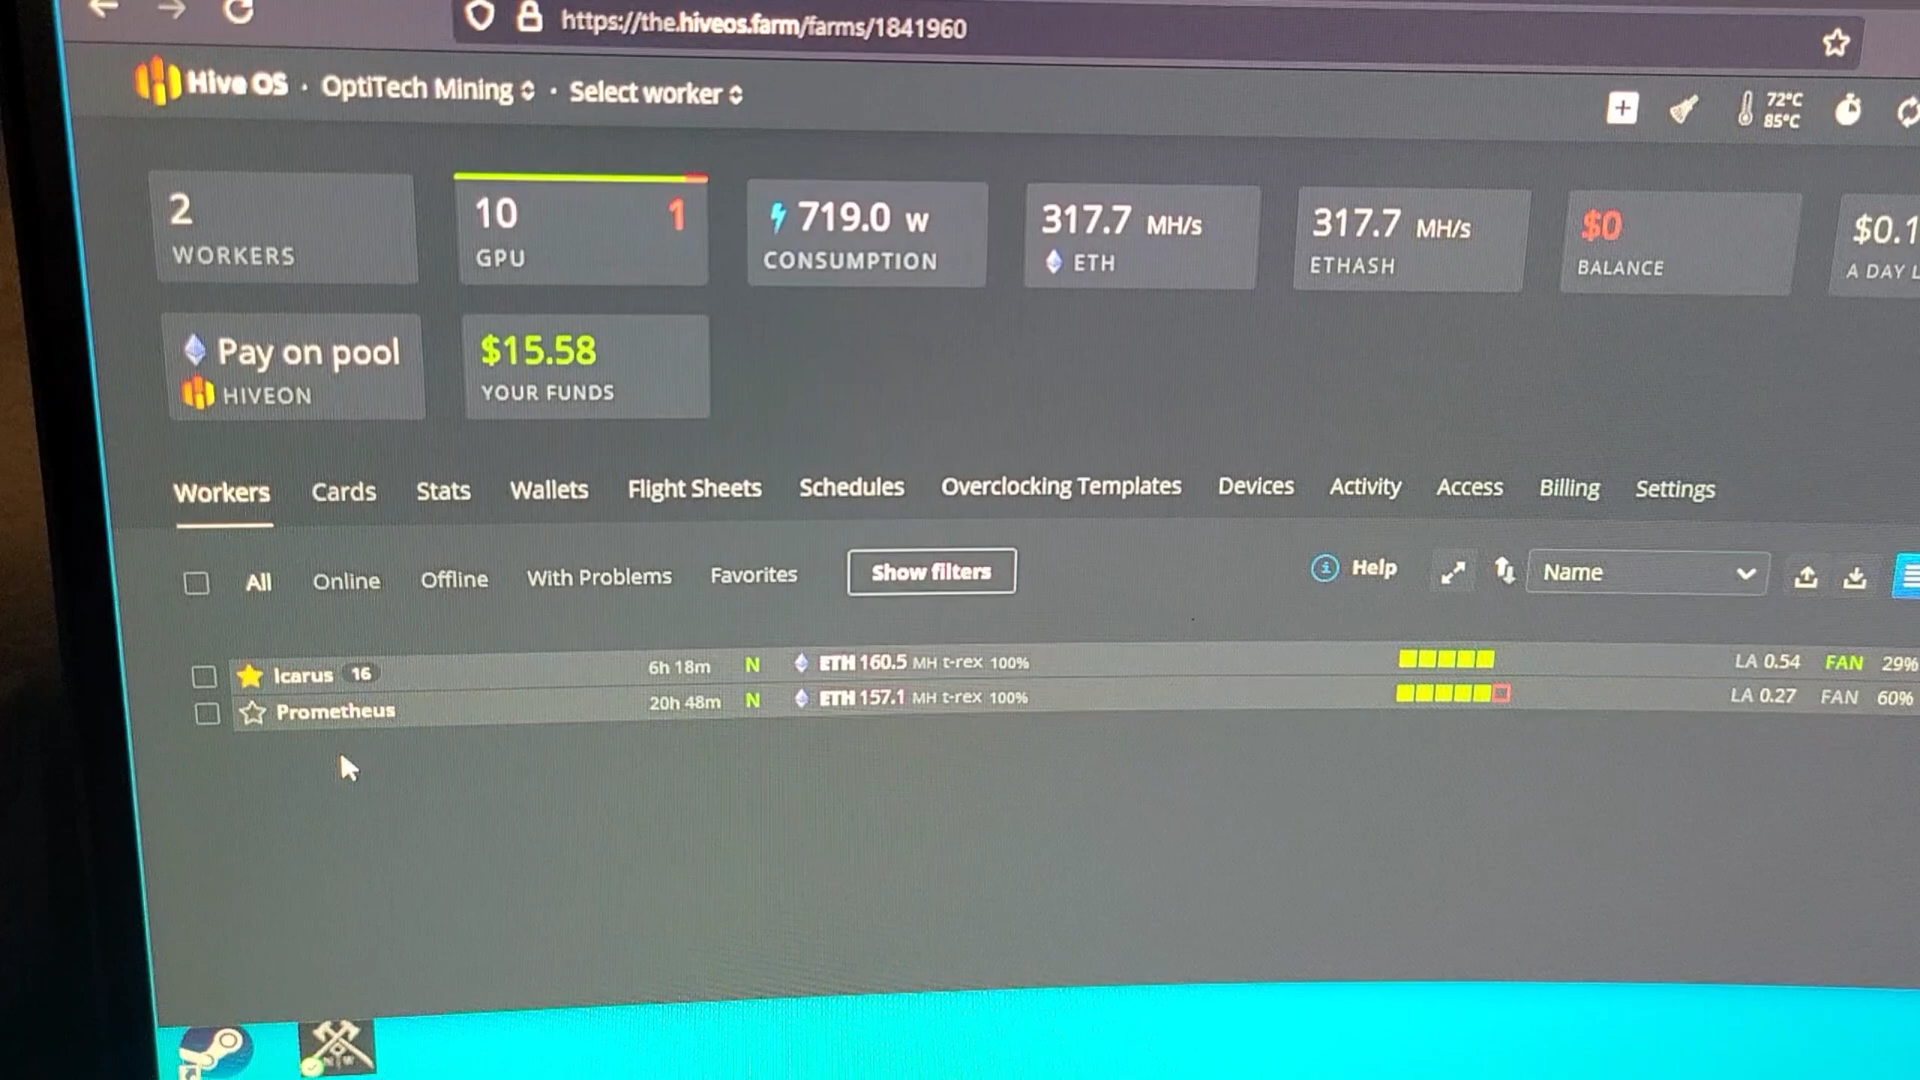 https://the.hiveos.farm/farms/1841960
Hive OS · OptiTech Mining · Select worker
72°C
85°C
2
WORKERS
10 1
GPU
719.0 W
CONSUMPTION
317.7 MH/s
ETH
317.7 MH/s
ETHASH
$0
BALANCE
$0.1
A DAY L
Pay on pool
HIVEON
$15.58
YOUR FUNDS
Workers Cards Stats Wallets Flight Sheets Schedules Overclocking Templates Devices Activity Access Billing Settings
All Online Offline With Problems Favorites Show filters Help Name
Icarus 16 6h 18m N ETH 160.5 MH t-rex 100% LA 0.54 FAN 29%
Prometheus 20h 48m N ETH 157.1 MH t-rex 100% LA 0.27 FAN 60%